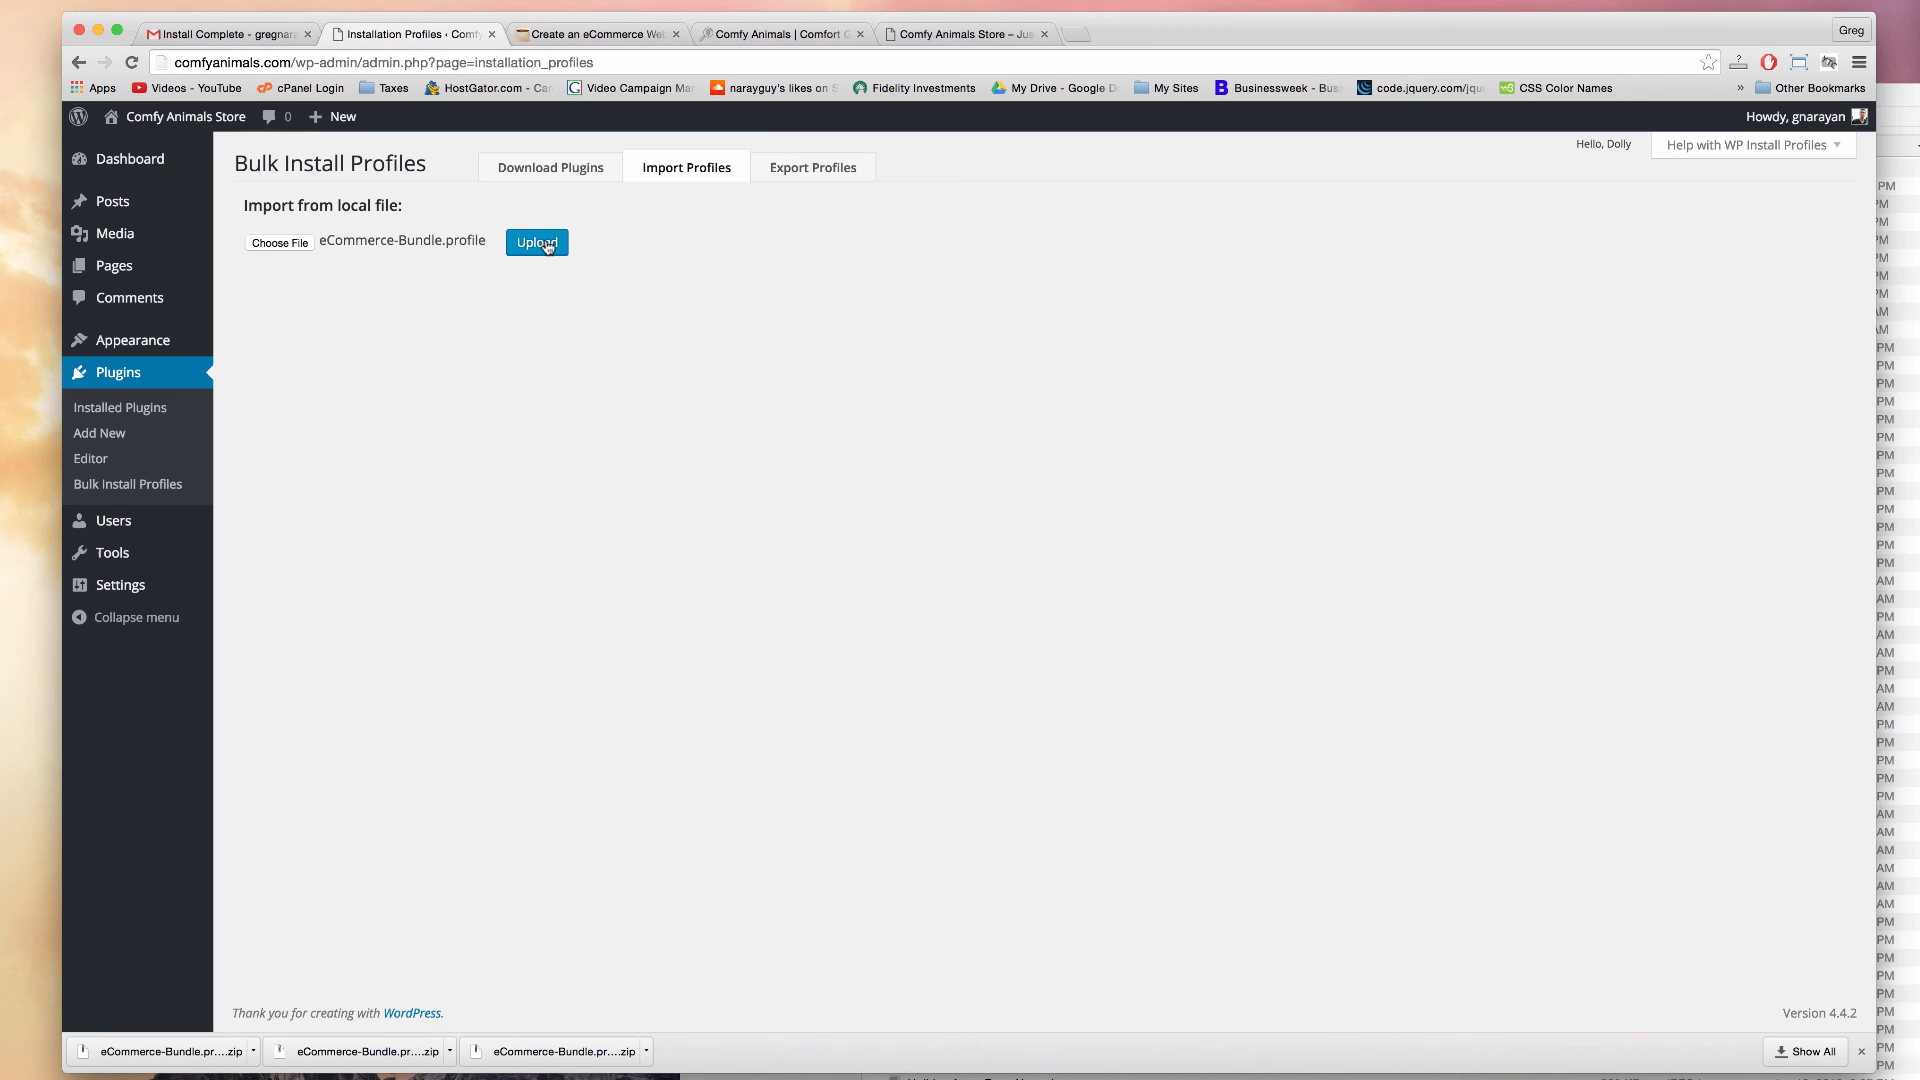 Install Complete - gregnara
Installation Profiles ‹ Comfy
Create an eCommerce Web
Comfy Animals | Comfort G
Comfy Animals Store – Jus
Greg
comfyanimals.com/wp-admin/admin.php?page=installation_profiles
Apps
Videos - YouTube
cPanel Login
Taxes
HostGator.com - Ca
Video Campaign Ma
narayguy's likes on S
Fidelity Investments
My Drive - Google D
My Sites
Businessweek - Bus
code.jquery.com/jqu
CSS Color Names
»
Other Bookmarks
Comfy Animals Store
0
+ New
Howdy, gnarayan
Dashboard
Posts
Media
Pages
Comments
Appearance
Plugins
Installed Plugins
Add New
Editor
Bulk Install Profiles
Users
Tools
Settings
Collapse menu
Hello, Dolly
Help with WP Install Profiles
Bulk Install Profiles
Download Plugins
Import Profiles
Export Profiles
Import from local file:
Choose File eCommerce-Bundle.profile
Upload
Thank you for creating with WordPress.
Version 4.4.2
eCommerce-Bundle.pr....zip
eCommerce-Bundle.pr....zip
eCommerce-Bundle.pr....zip
Show All